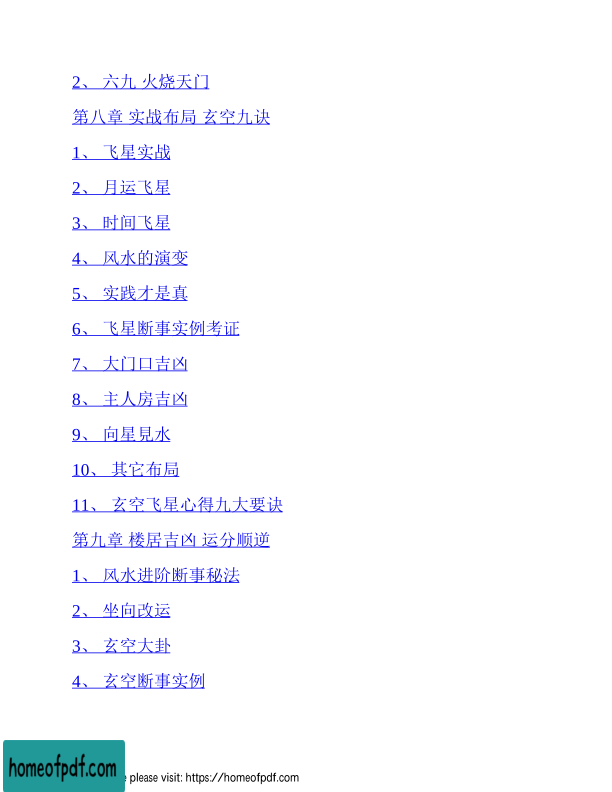 2、 六九 火烧天门
第八章 实战布局 玄空九诀
1、 飞星实战
2、 月运飞星
3、 时间飞星
4、 风水的演变
5、 实践才是真
6、 飞星断事实例考证
7、 大门口吉凶
8、 主人房吉凶
9、 向星見水
10、 其它布局
11、 玄空飞星心得九大要诀
第九章 楼居吉凶 运分顺逆
1、 风水进阶断事秘法
2、 坐向改运
3、 玄空大卦
4、 玄空断事实例
homeofpdf.com
e please visit: https://homeofpdf.com